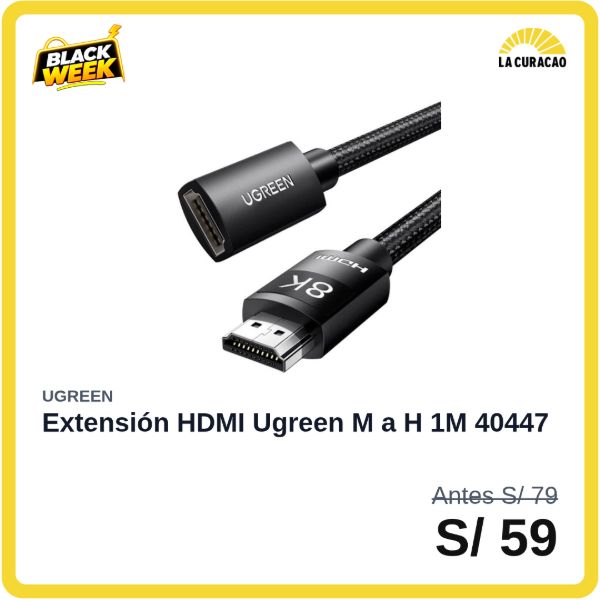 BLACK
WEEK
LA CURACAO
UGREEN
HDMI
8K
UGREEN
Extensión HDMI Ugreen M a H 1M 40447
Antes S/ 79
S/ 59